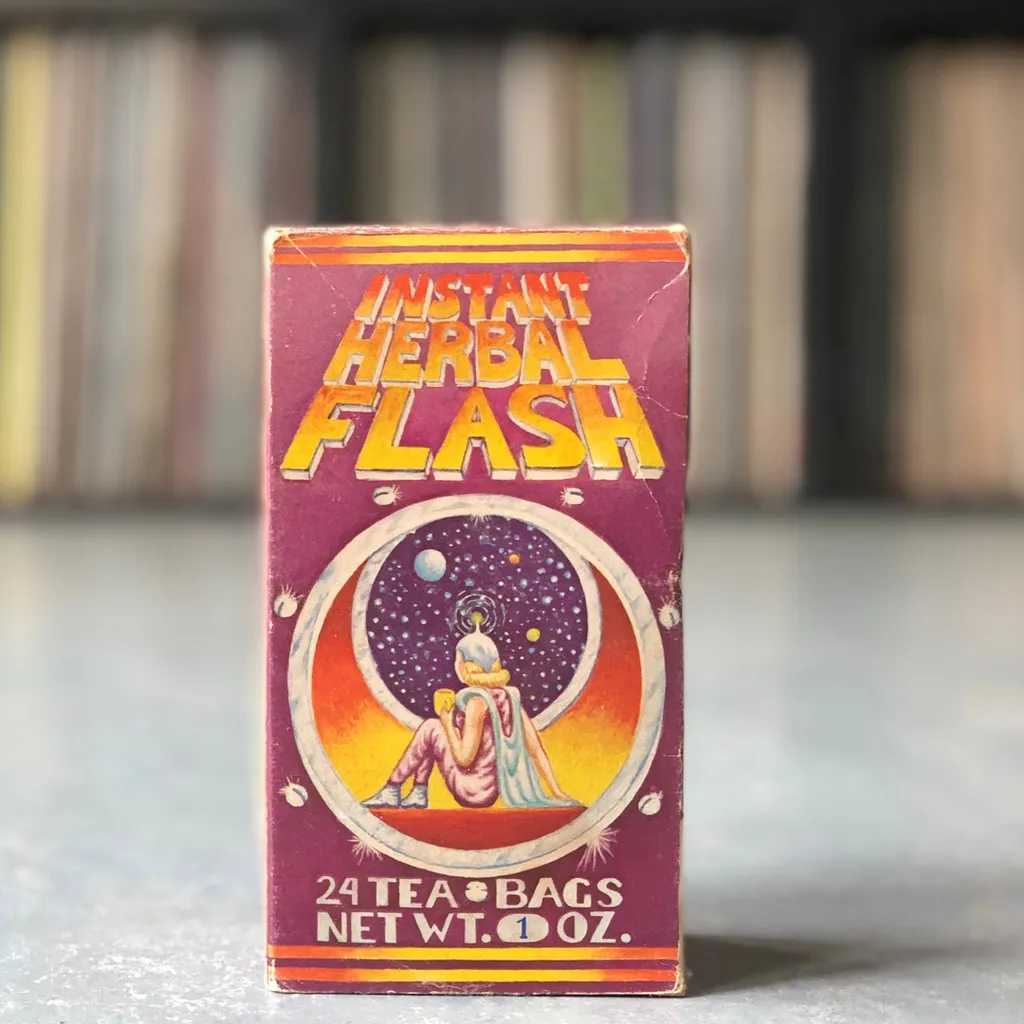 INSTANT
HERBAL
FLASH
24 TEA BAGS
NET WT. 1 OZ.